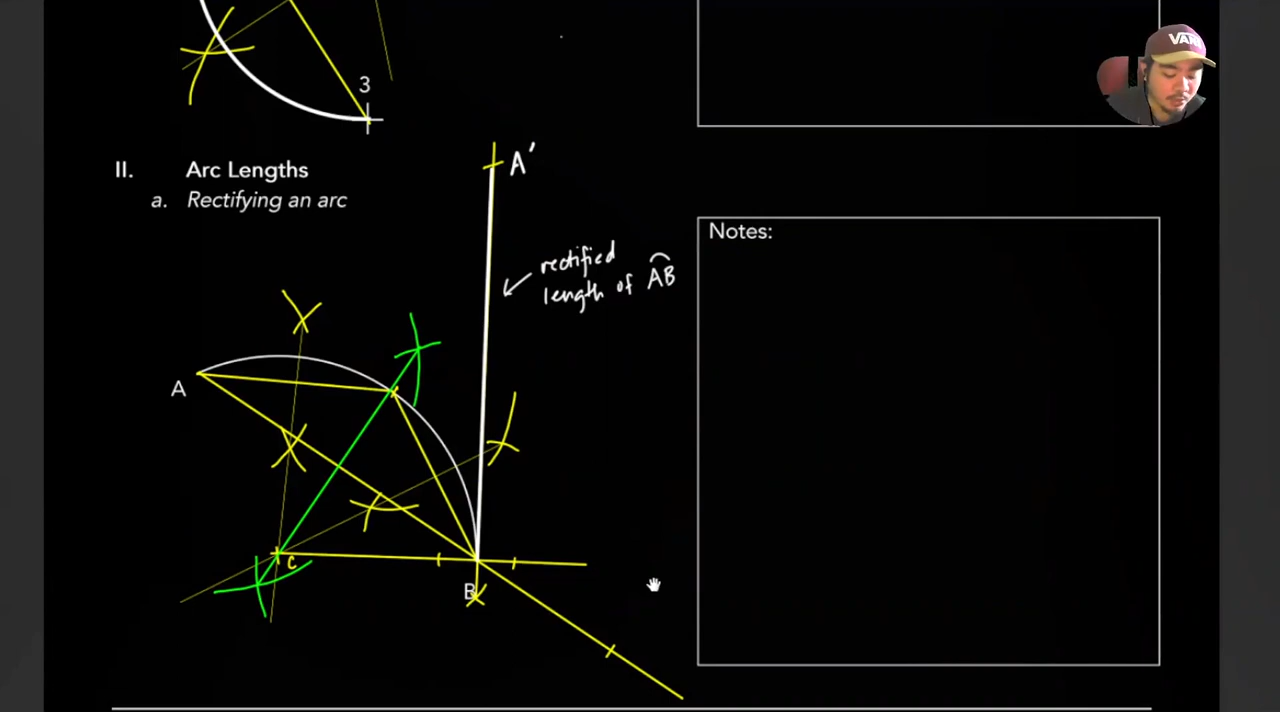 3
II. Arc Lengths
a. Rectifying an arc
A'
rectified
length of AB
Notes:
A
C
B
VANS